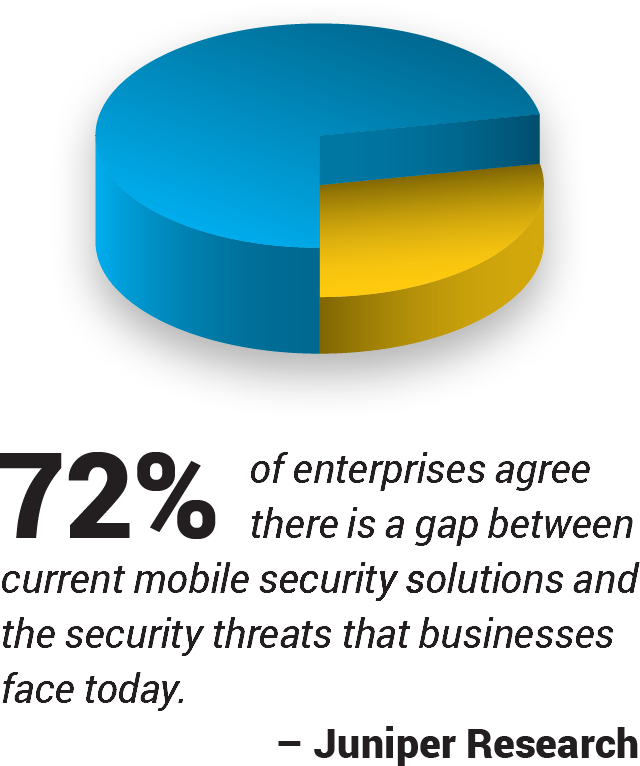 72% of enterprises agree
there is a gap between
current mobile security solutions and
the security threats that businesses
face today.
– Juniper Research